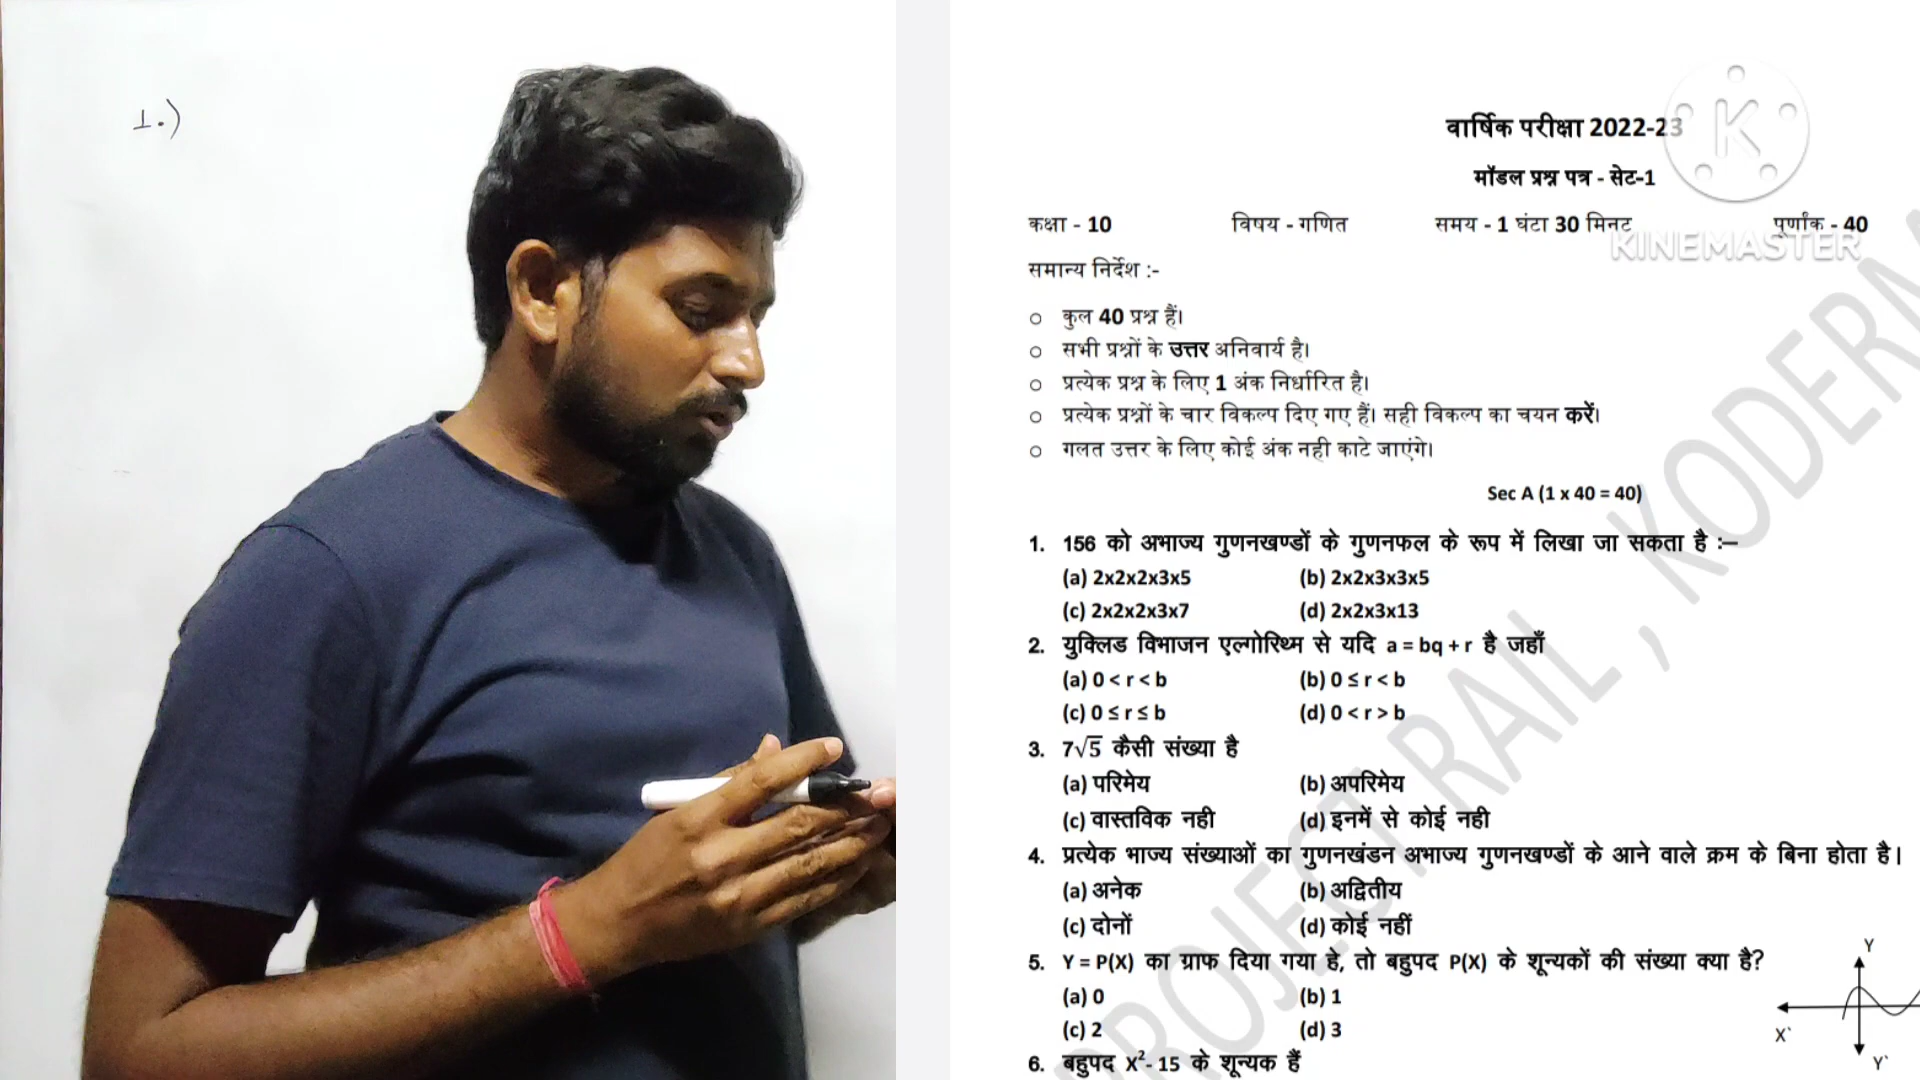 1.)
K
KINEMASTER
वार्षिक परीक्षा 2022-23
मॉडल प्रश्न पत्र - सेट-1
कक्षा - 10 विषय - गणित समय - 1 घंटा 30 मिनट पूर्णांक - 40
समान्य निर्देश :-
○ कुल 40 प्रश्न हैं।
○ सभी प्रश्नों के उत्तर अनिवार्य है।
○ प्रत्येक प्रश्न के लिए 1 अंक निर्धारित है।
○ प्रत्येक प्रश्नों के चार विकल्प दिए गए हैं। सही विकल्प का चयन करें।
○ गलत उत्तर के लिए कोई अंक नही काटे जाएंगे।
Sec A (1 x 40 = 40)
1. 156 को अभाज्य गुणनखण्डों के गुणनफल के रूप में लिखा जा सकता है :–
(a) 2x2x2x3x5 (b) 2x2x3x3x5
(c) 2x2x2x3x7 (d) 2x2x3x13
2. युक्लिड विभाजन एल्गोरिथ्म से यदि a = bq + r है जहाँ
(a) 0 < r < b (b) 0 ≤ r < b
(c) 0 ≤ r ≤ b (d) 0 < r > b
3. 7√5 कैसी संख्या है
(a) परिमेय (b) अपरिमेय
(c) वास्तविक नही (d) इनमें से कोई नही
4. प्रत्येक भाज्य संख्याओं का गुणनखंडन अभाज्य गुणनखण्डों के आने वाले क्रम के बिना होता है।
(a) अनेक (b) अद्वितीय
(c) दोनों (d) कोई नहीं
5. Y = P(X) का ग्राफ दिया गया हे, तो बहुपद P(X) के शून्यकों की संख्या क्या है?
(a) 0 (b) 1
(c) 2 (d) 3
Y
X`
Y`
6. बहुपद X²- 15 के शून्यक हैं
PROJECT RAIL , KODERMA